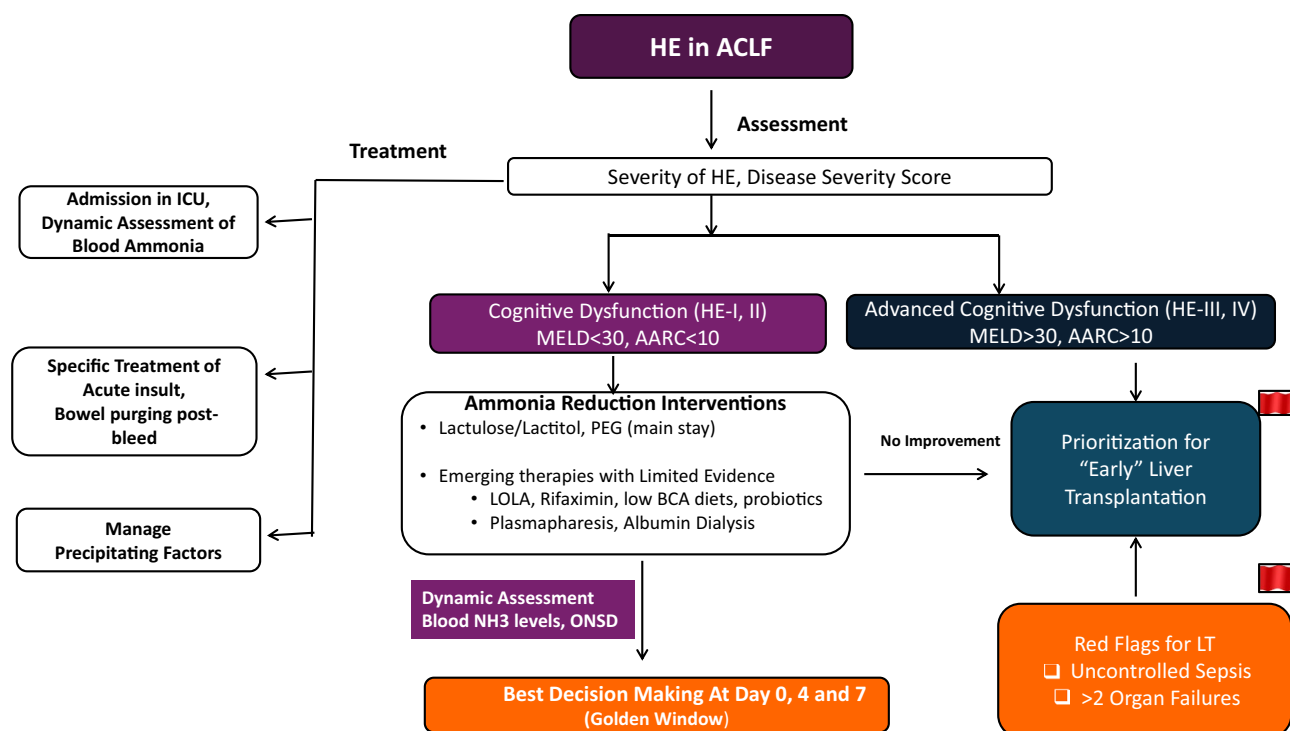 HE in ACLF
Assessment
Treatment
Severity of HE, Disease Severity Score
Admission in ICU,
Dynamic Assessment of
Blood Ammonia
Cognitive Dysfunction (HE-I, II)
MELD<30, AARC<10
Advanced Cognitive Dysfunction (HE-III, IV)
MELD>30, AARC>10
Specific Treatment of
Acute insult,
Bowel purging post-
bleed
Ammonia Reduction Interventions
• Lactulose/Lactitol, PEG (main stay)
• Emerging therapies with Limited Evidence
• LOLA, Rifaximin, low BCA diets, probiotics
• Plasmapharesis, Albumin Dialysis
No Improvement
Prioritization for
“Early” Liver
Transplantation
Manage
Precipitating Factors
Dynamic Assessment
Blood NH3 levels, ONSD
Best Decision Making At Day 0, 4 and 7
(Golden Window)
Red Flags for LT
❑ Uncontrolled Sepsis
❑ >2 Organ Failures